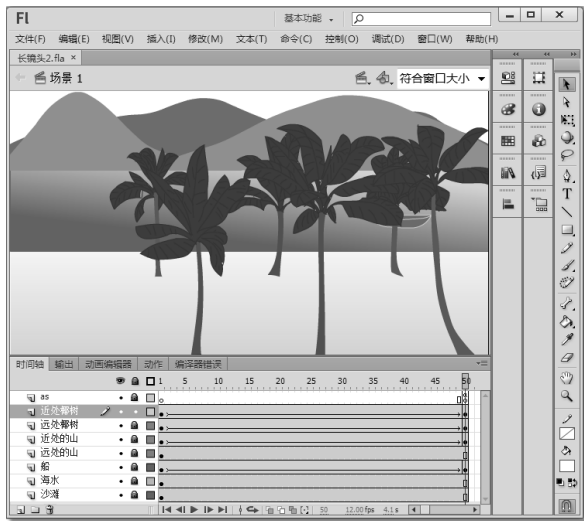 Fl
基本功能
文件(F) 编辑(E) 视图(V) 插入(I) 修改(M) 文本(T) 命令(C) 控制(O) 调试(D) 窗口(W) 帮助(H)
长镜头2.fla ×
场景 1
符合窗口大小
T
时间轴 输出 动画编辑器 动作 编译器错误
1 5 10 15 20 25 30 35 40 45 50
as
近处椰树
远处椰树
近处的山
远处的山
船
海水
沙滩
50 12.00 fps 4.1 s